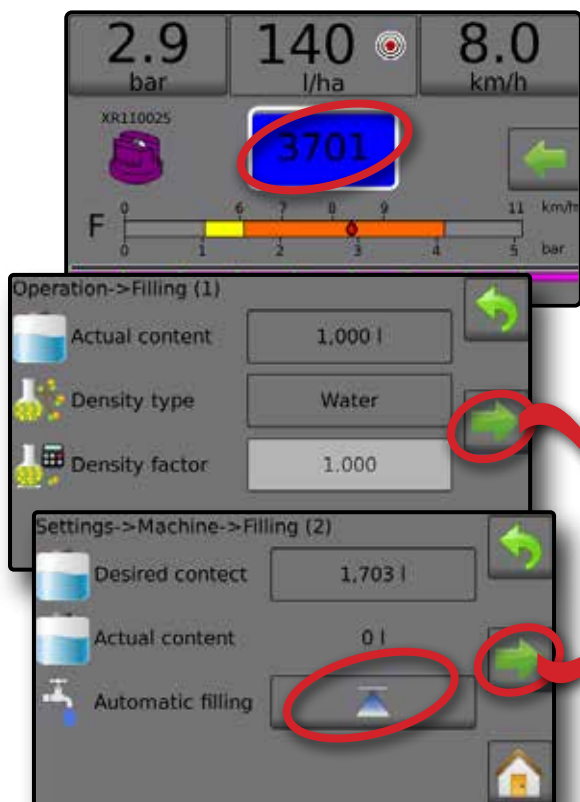 2.9 140 8.0
bar l/ha km/h
XR110025
3701
0 6 7 8 9 11 km/h
F
0 1 2 3 4 5 bar
Operation->Filling (1)
Actual content 1,000 l
Density type Water
Density factor 1.000
Settings->Machine->Filling (2)
Desired contect 1,703 l
Actual content 0 l
Automatic filling